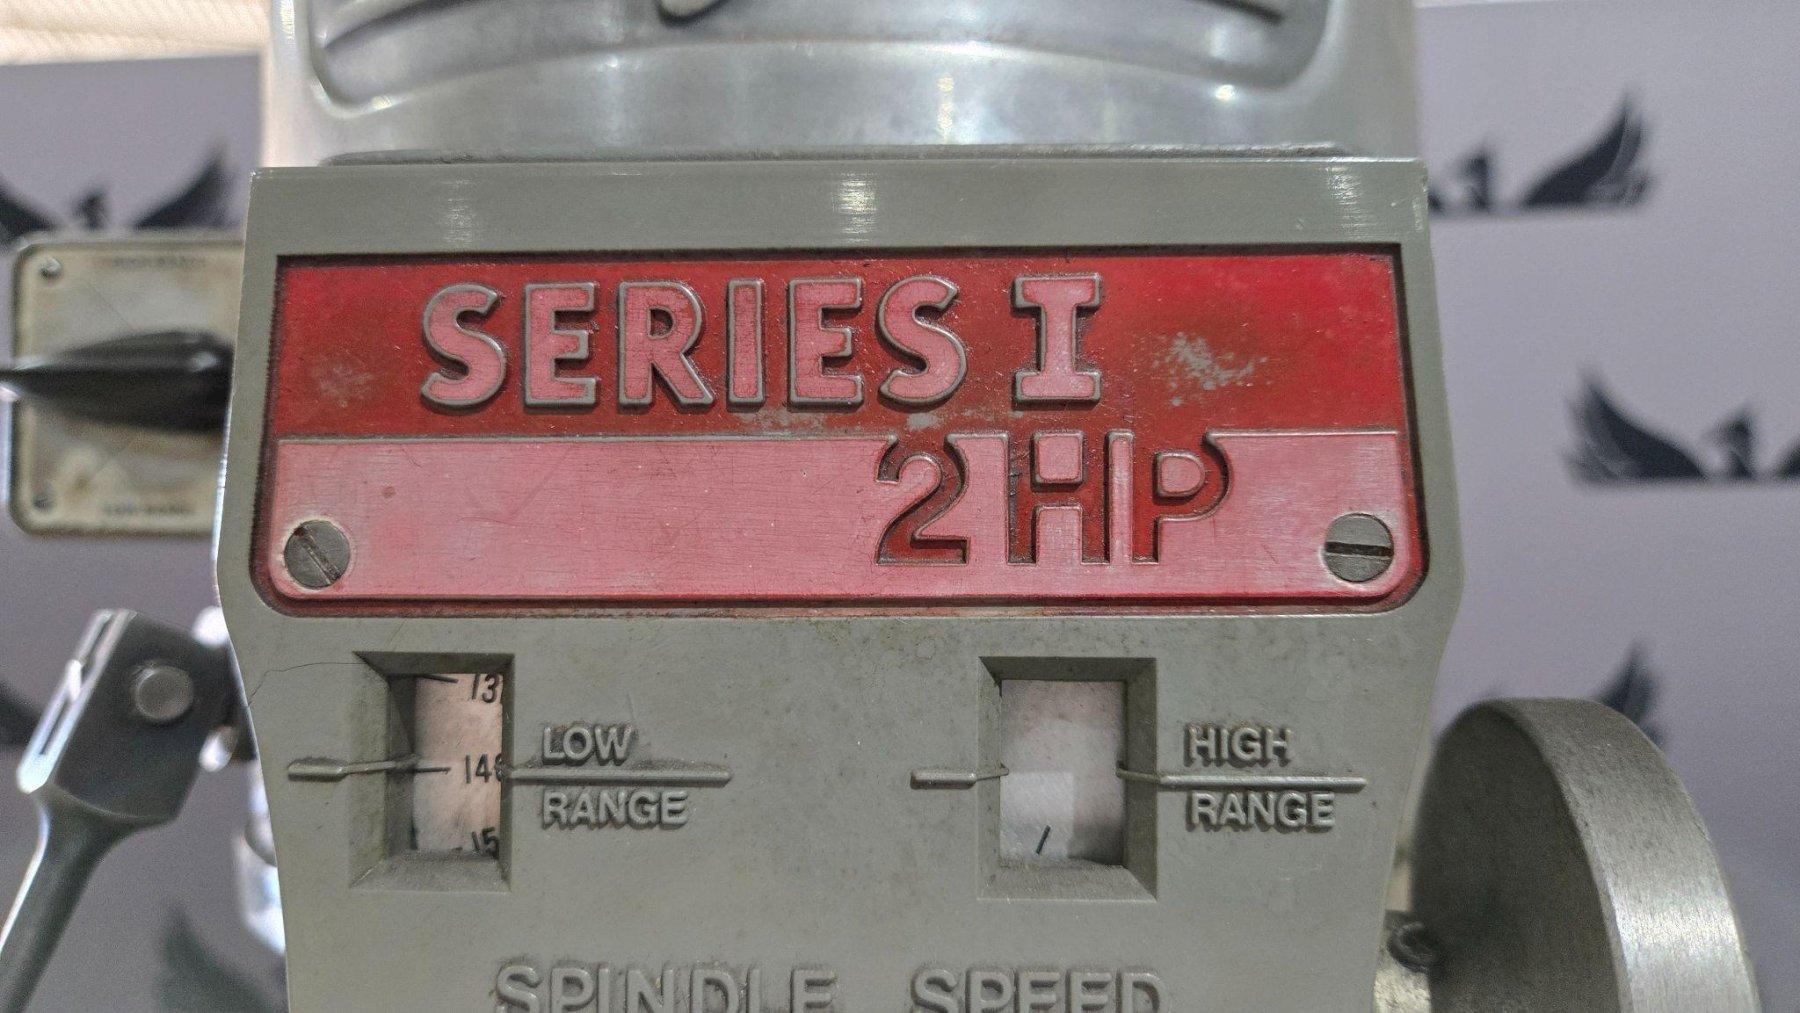 SERIES I
2HP
LOW
RANGE
HIGH
RANGE
SPINDLE SPEED